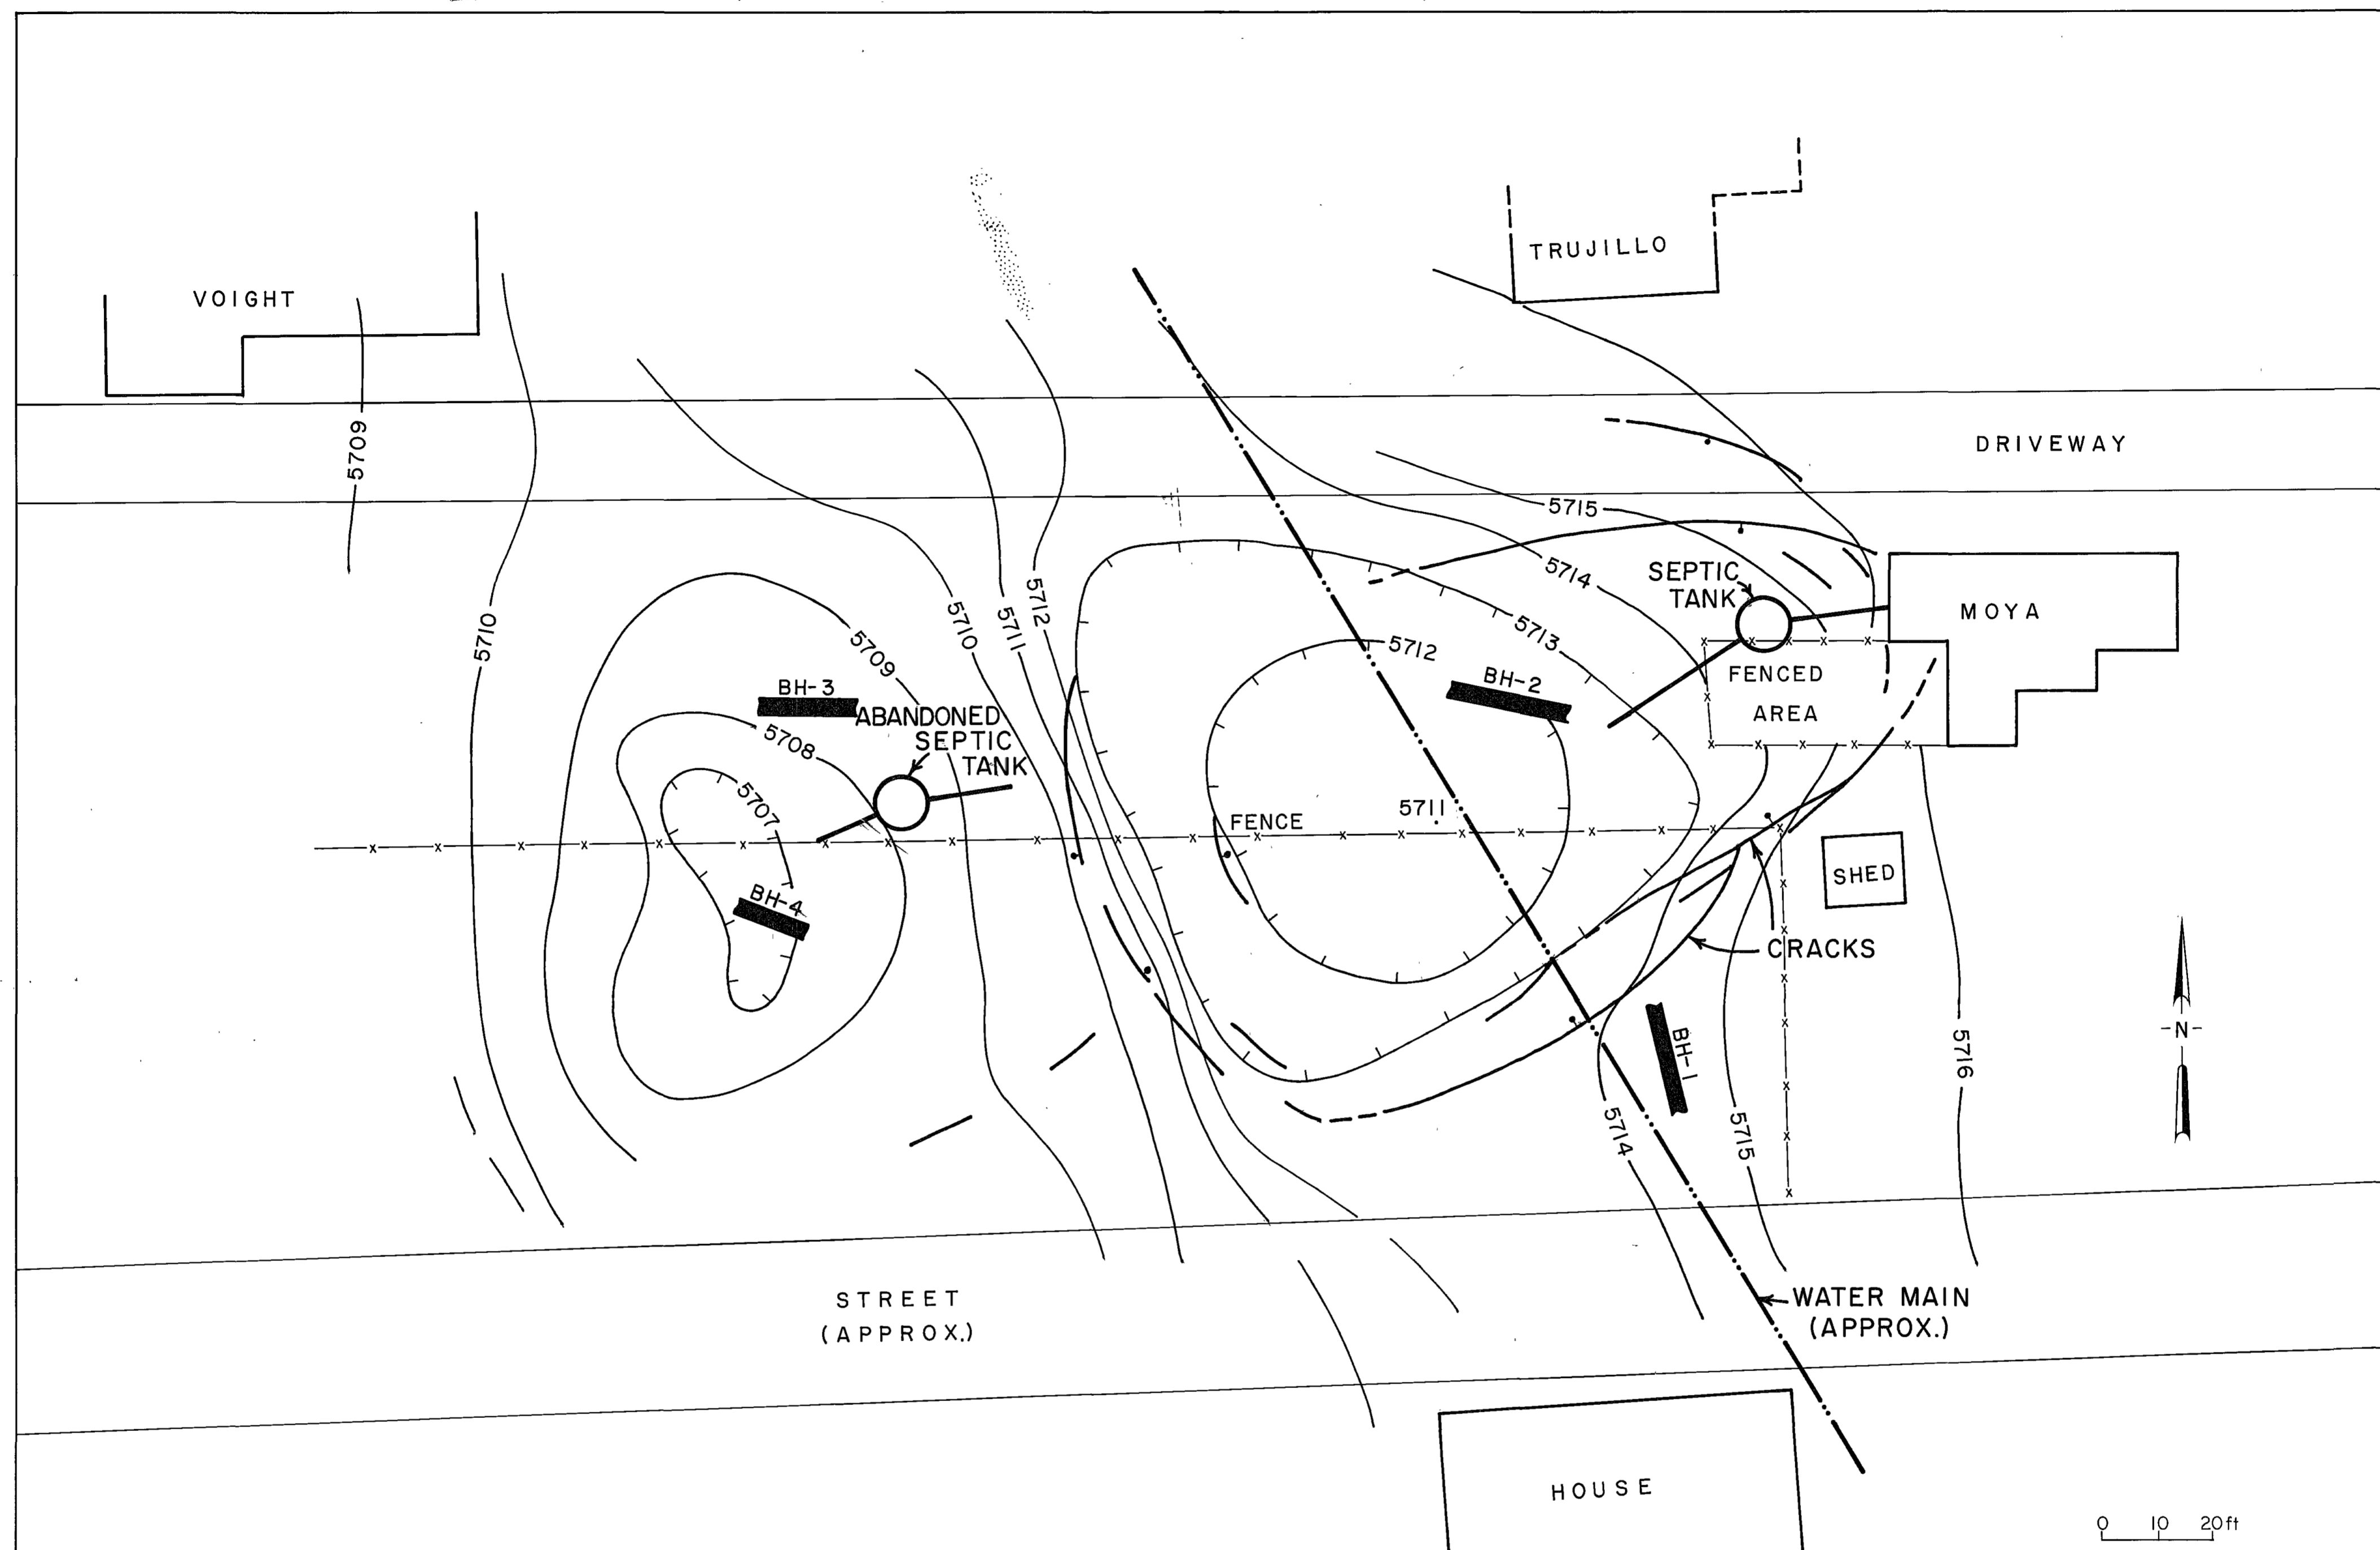 TRUJILLO
VOIGHT
5709
DRIVEWAY
5715
5714
SEPTIC
TANK
MOYA
5710
5710
5711
5712
5709
5713
5712
FENCED
AREA
BH-3
BH-2
ABANDONED
SEPTIC
TANK
5708
5707
5711
FENCE
SHED
BH-4
CRACKS
BH-1
N
5716
5714
5715
STREET
(APPROX.)
WATER MAIN
(APPROX.)
HOUSE
0 10 20ft
x x x x x x x x x x x x x x x x x x x x x x x x x x x x x x x x x x x x x x x x x x